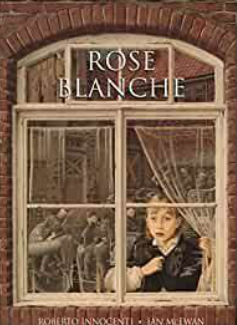 ROSE
BLANCHE
ROBERTO INNOCENTI • IAN McEWAN